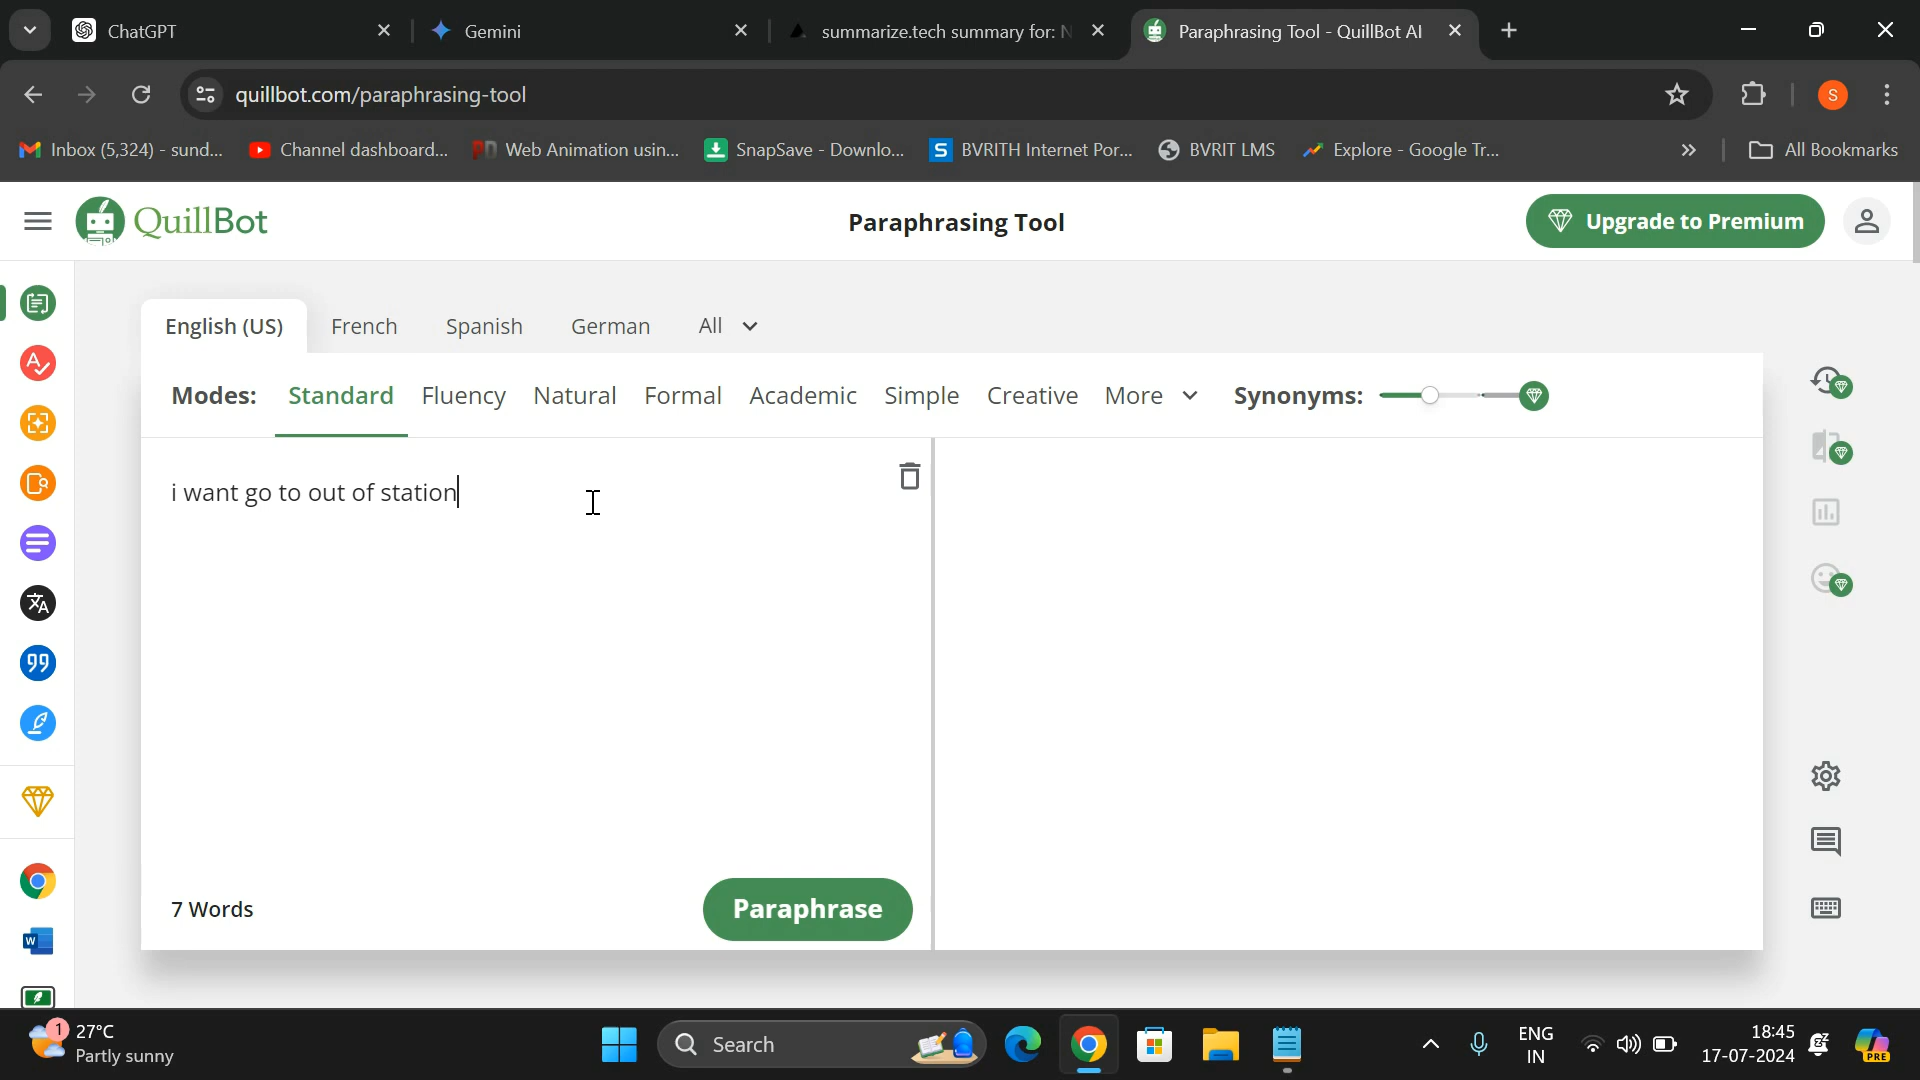 ChatGPT
Gemini
summarize.tech summary for: N
Paraphrasing Tool - QuillBot AI
quillbot.com/paraphrasing-tool
S
Inbox (5,324) - sund...
Channel dashboard...
Web Animation usin...
SnapSave - Downlo...
BVRITH Internet Por...
BVRIT LMS
Explore - Google Tr...
All Bookmarks
QuillBot
Paraphrasing Tool
Upgrade to Premium
English (US)
French
Spanish
German
All
Modes:
Standard
Fluency
Natural
Formal
Academic
Simple
Creative
More
Synonyms:
i want go to out of station
7 Words
Paraphrase
1
27°C
Partly sunny
Search
ENG
IN
18:45
17-07-2024
PRE